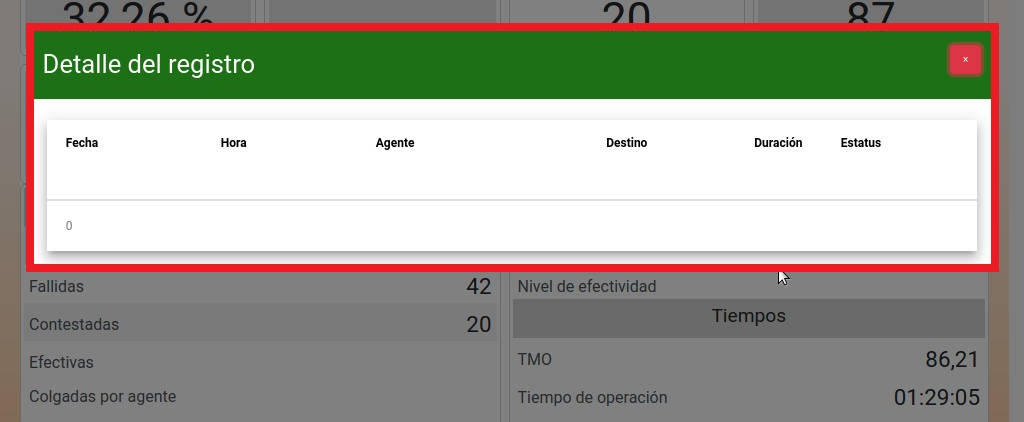 32,26 %
20
87
Detalle del registro
x
Fecha Hora Agente Destino Duración Estatus
0
Fallidas 42
Contestadas 20
Efectivas
Colgadas por agente
Nivel de efectividad
Tiempos
TMO 86,21
Tiempo de operación 01:29:05